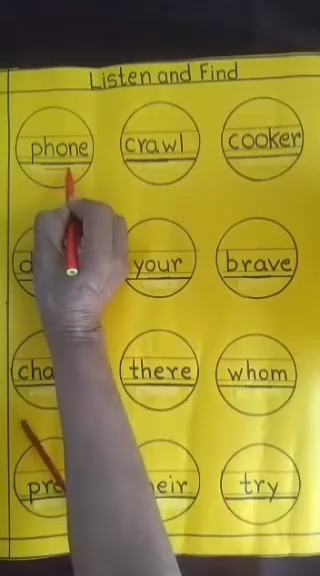 Listen and Find
phone crawl cooker
your brave
there whom
try